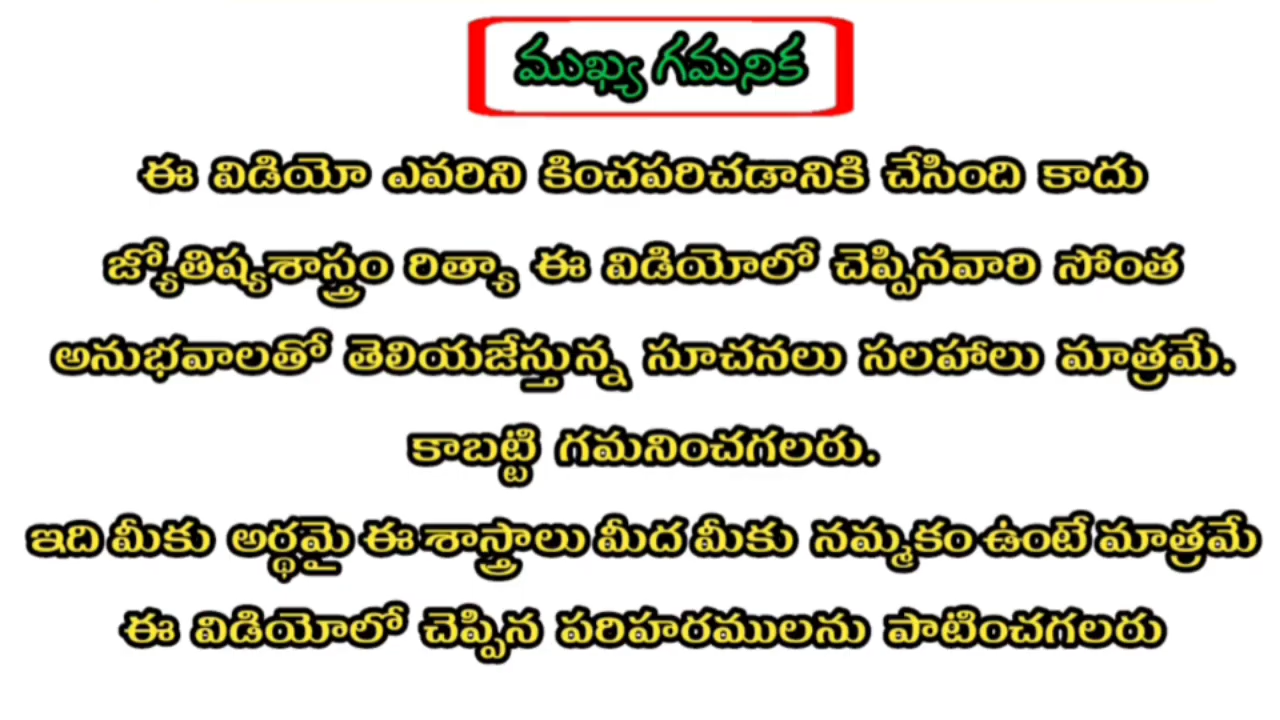 ముఖ్య గమనిక
ఈ విడియో ఎవరిని కించపరిచడానికి చేసింది కాదు
జ్యోతిష్యశాస్త్రం రిత్యా ఈ విడియోలో చెప్పినవారి సోంత
అనుభవాలతో తెలియజేస్తున్న సూచనలు సలహాలు మాత్రమే.
కాబట్టి గమనించగలరు.
ఇది మీకు అర్థమై ఈ శాస్త్రాలు మీద మీకు నమ్మకం ఉంటే మాత్రమే
ఈ విడియోలో చెప్పిన పరిహరములను పాటించగలరు